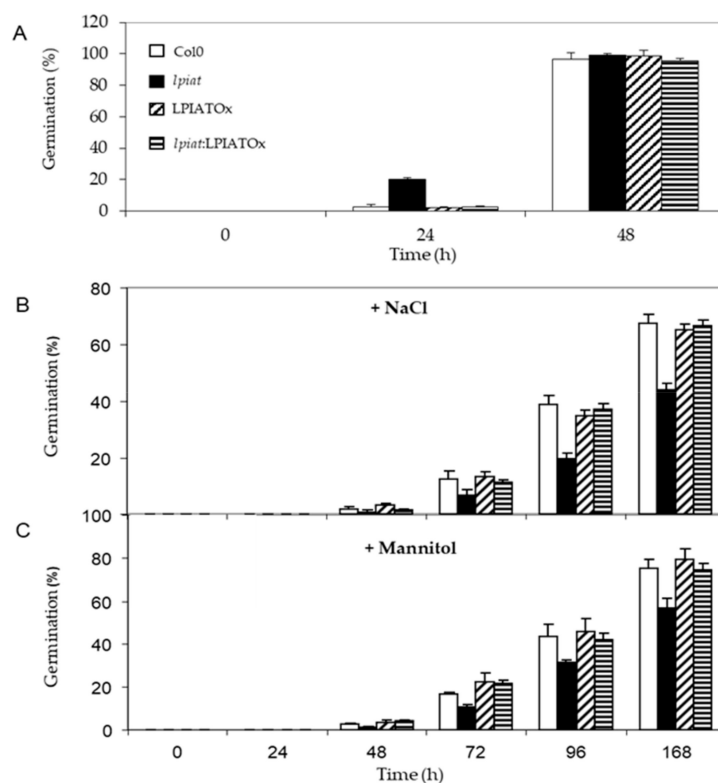 A
Germination (%)
120
100
80
60
40
20
0
Col0
lpiat
LPIATOx
lpiat:LPIATOx
0 24 48
Time (h)
B
+ NaCl
Germination (%)
80
60
40
20
C
+ Mannitol
Germination (%)
100
80
60
40
20
0
0 24 48 72 96 168
Time (h)